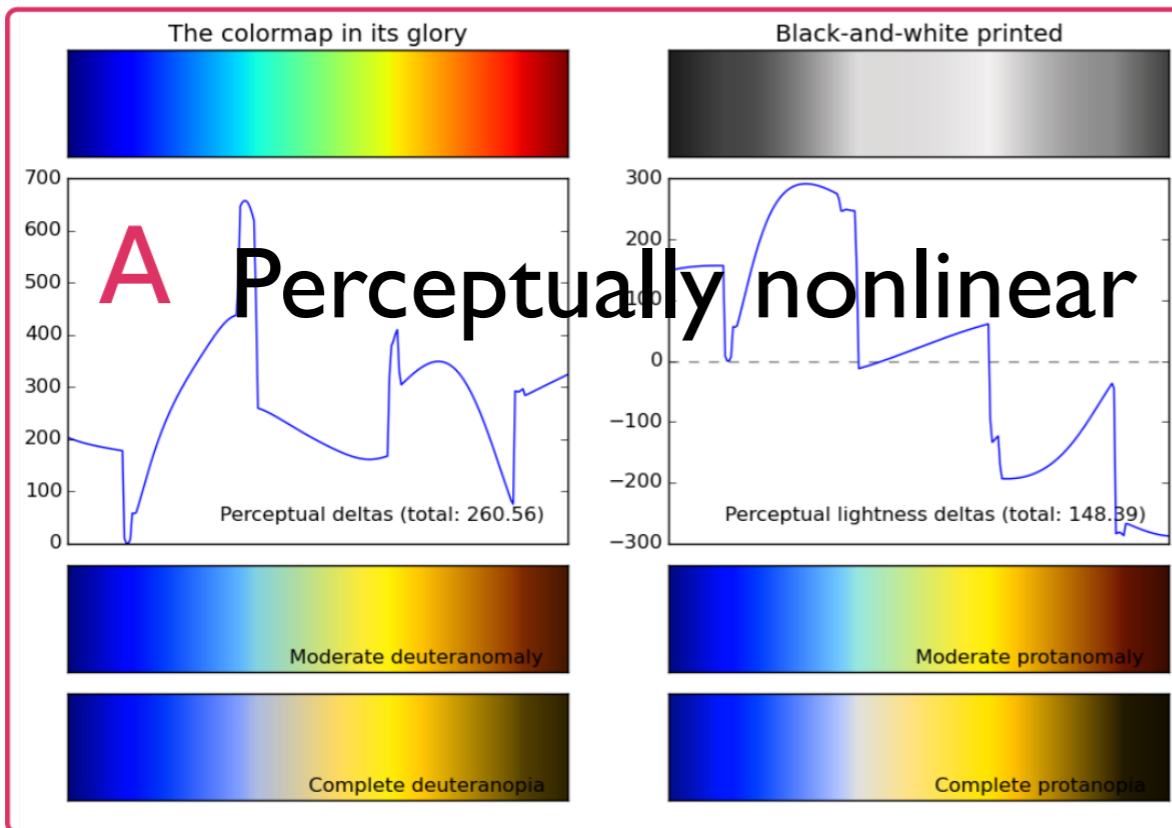 The colormap in its glory
Black-and-white printed
700
600
500
400
300
200
100
0
300
200
100
0
−100
−200
−300
A Perceptually nonlinear
Perceptual deltas (total: 260.56)
Perceptual lightness deltas (total: 148.39)
Moderate deuteranomaly
Moderate protanomaly
Complete deuteranopia
Complete protanopia